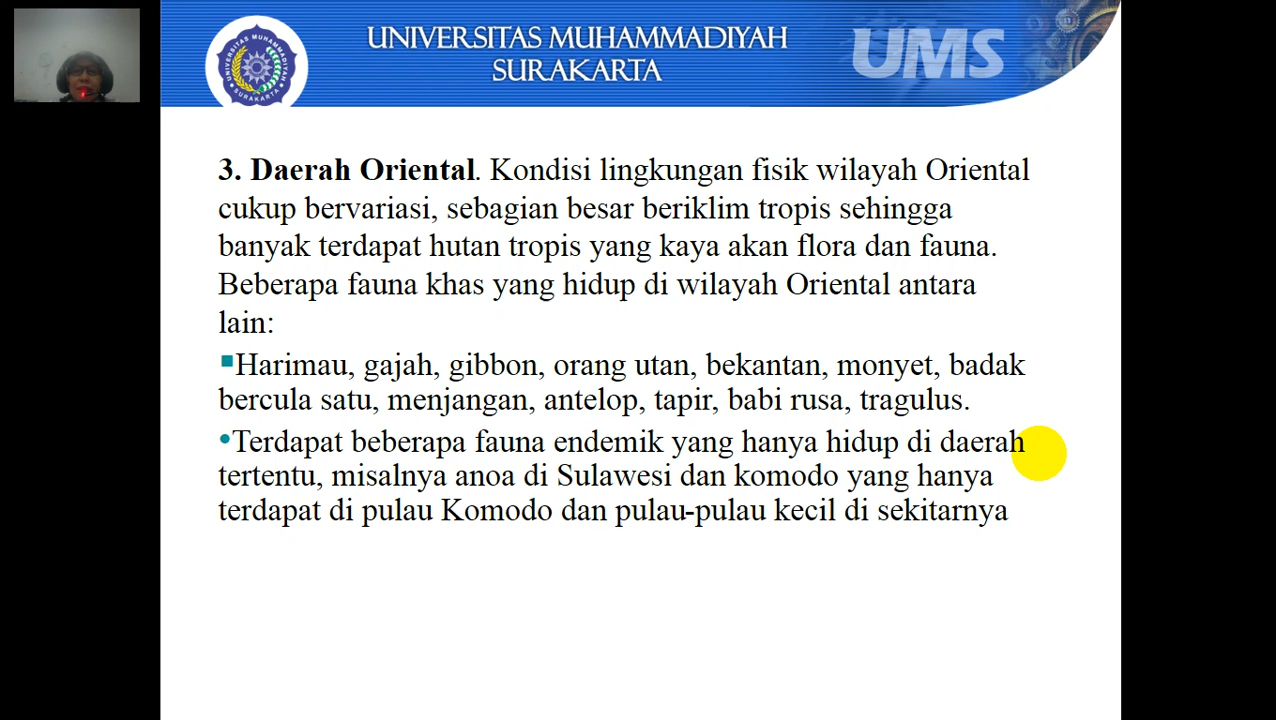 UNIVERSITAS MUHAMMADIYAH
SURAKARTA
UMS
UNIVERSITAS MUHAMMADIYAH
SURAKARTA
3. Daerah Oriental. Kondisi lingkungan fisik wilayah Oriental
cukup bervariasi, sebagian besar beriklim tropis sehingga
banyak terdapat hutan tropis yang kaya akan flora dan fauna.
Beberapa fauna khas yang hidup di wilayah Oriental antara
lain:
▪Harimau, gajah, gibbon, orang utan, bekantan, monyet, badak
bercula satu, menjangan, antelop, tapir, babi rusa, tragulus.
•Terdapat beberapa fauna endemik yang hanya hidup di daerah
tertentu, misalnya anoa di Sulawesi dan komodo yang hanya
terdapat di pulau Komodo dan pulau-pulau kecil di sekitarnya